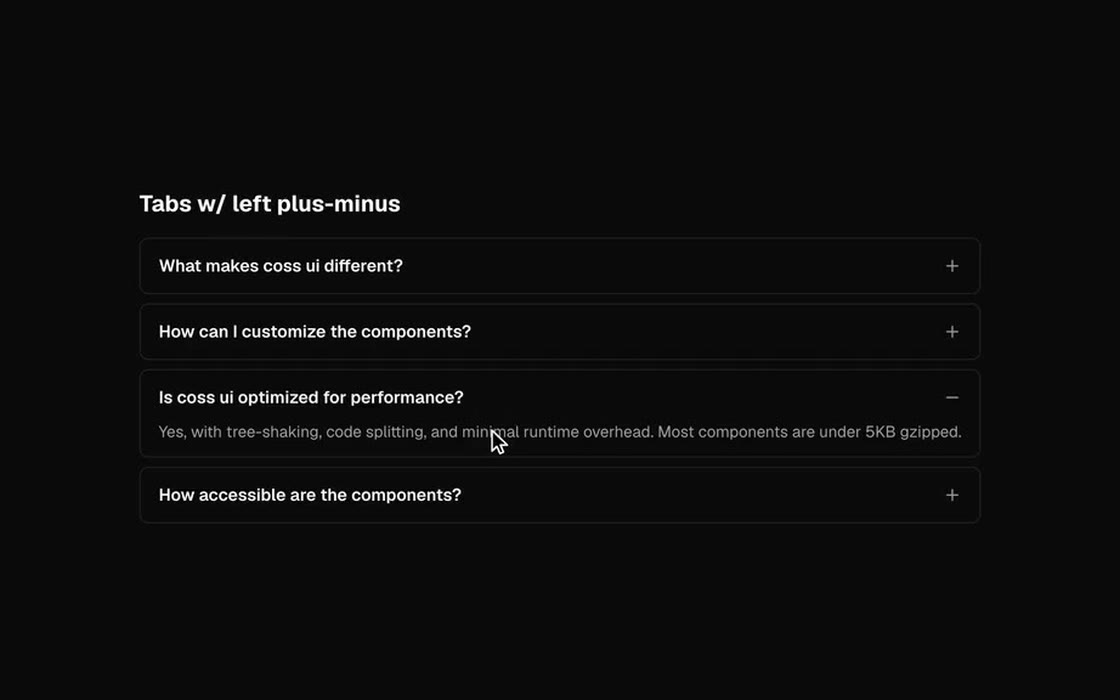 Tabs w/ left plus-minus
What makes coss ui different?
How can I customize the components?
Is coss ui optimized for performance?
Yes, with tree-shaking, code splitting, and minimal runtime overhead. Most components are under 5KB gzipped.
How accessible are the components?